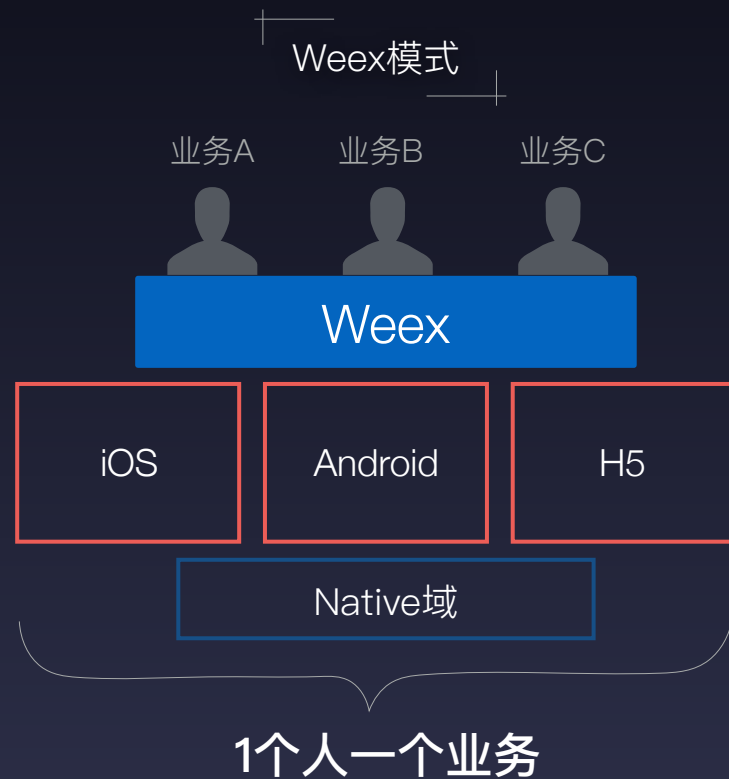 Weex模式
业务A 业务B 业务C
Weex
iOS Android H5
Native域
1个人一个业务